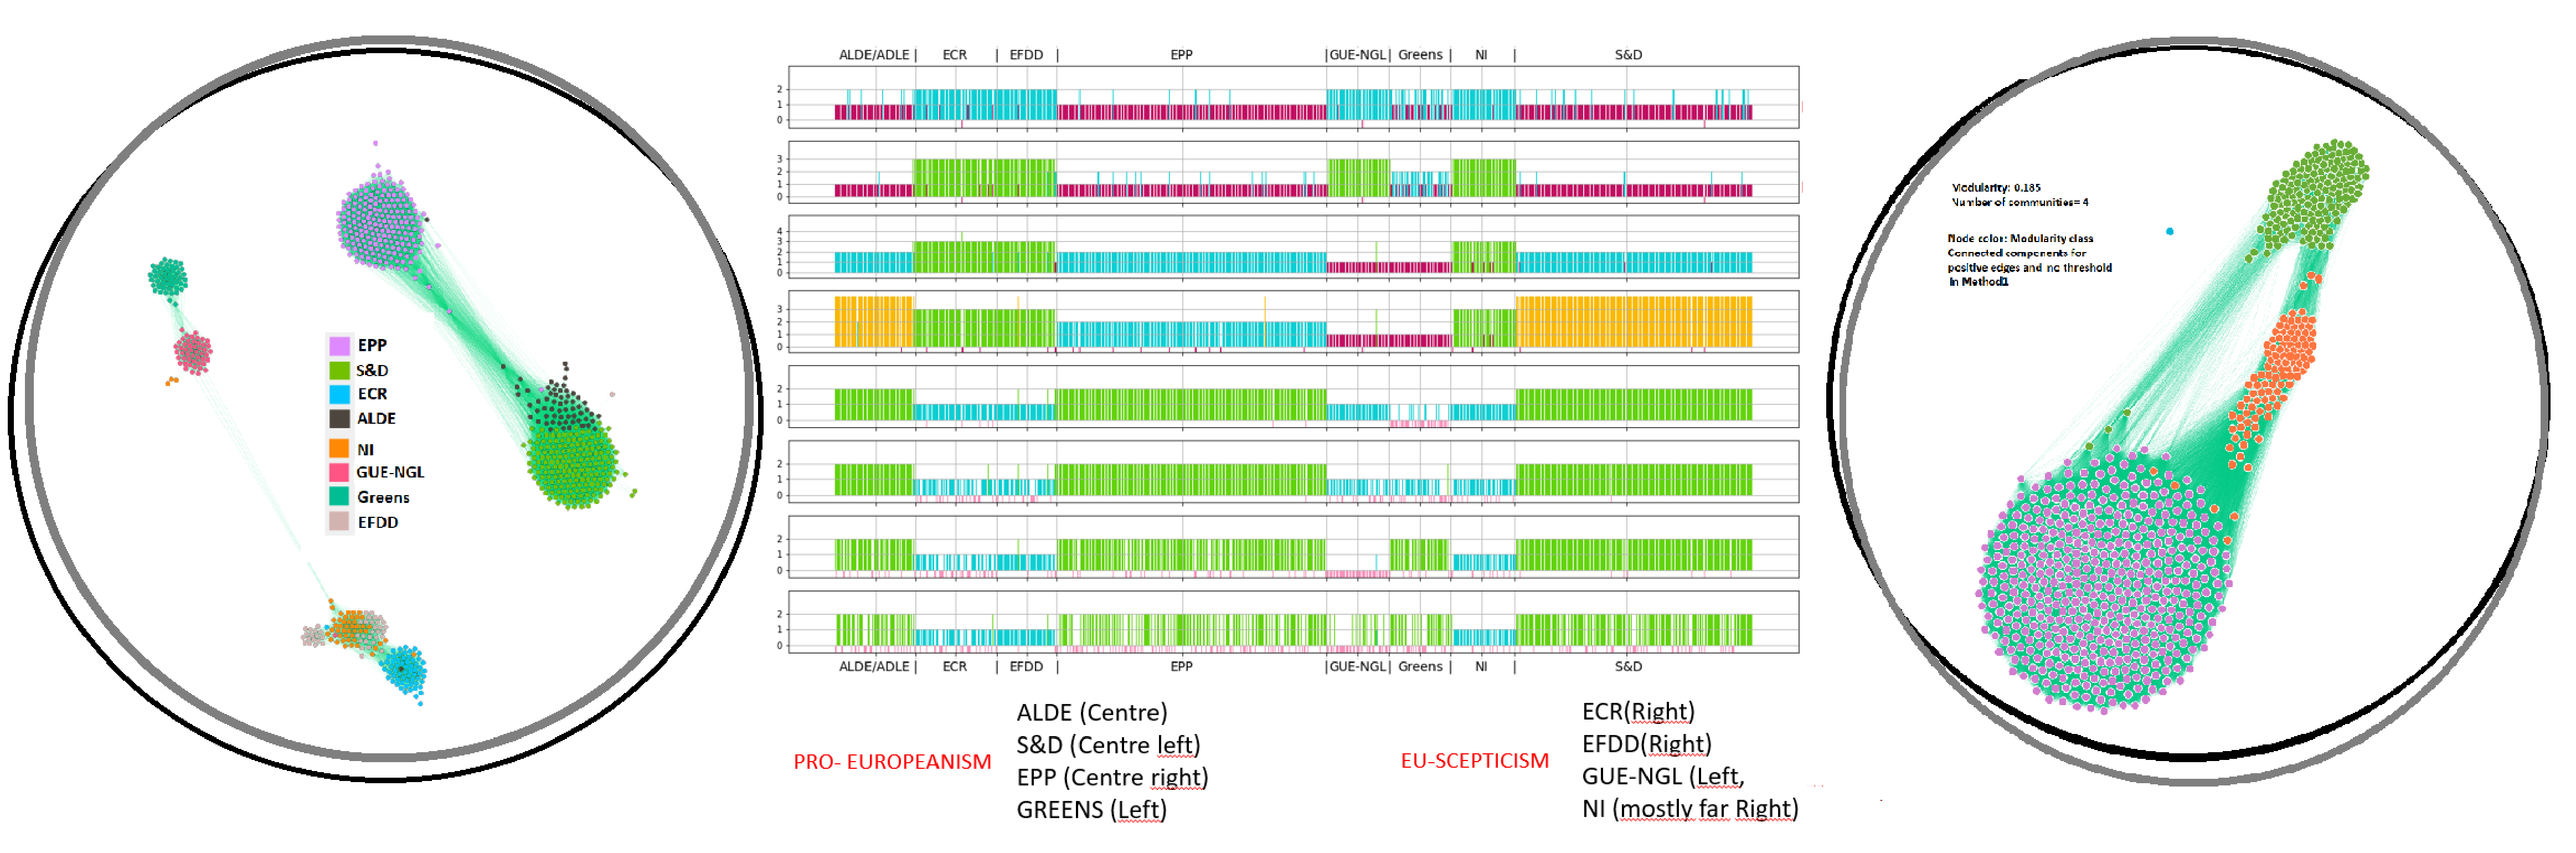 EPP
S&D
ECR
ALDE
NI
GUE-NGL
Greens
EFDD
ALDE/ADLE | ECR | EFDD | EPP | GUE-NGL | Greens | NI | S&D
2
1
0
3
2
1
0
4
3
2
1
0
3
2
1
0
2
1
0
2
1
0
2
1
0
2
1
0
ALDE/ADLE | ECR | EFDD | EPP | GUE-NGL | Greens | NI | S&D
PRO- EUROPEANISM
ALDE (Centre)
S&D (Centre left)
EPP (Centre right)
GREENS (Left)
EU-SCEPTICISM
ECR(Right)
EFDD(Right)
GUE-NGL (Left,
NI (mostly far Right)
Modularity: 0.185
Number of communities= 4
Node color: Modularity class
Connected components for
positive edges and no threshold
In Method1